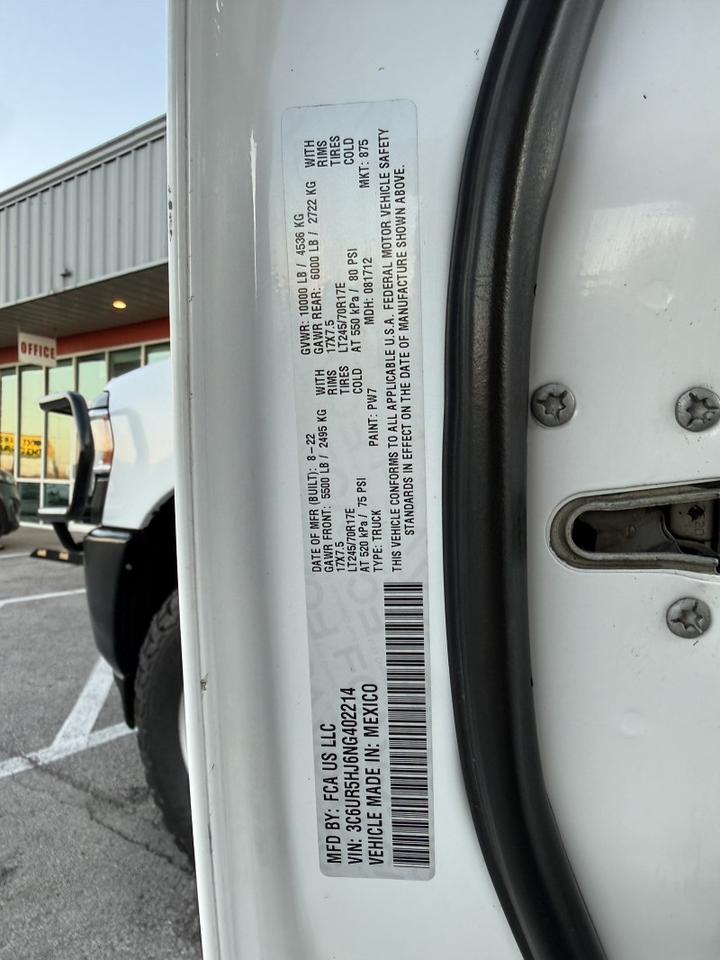 MFD BY: FCA US LLC
VIN: 3C6UR5HJ6NG402214
VEHICLE MADE IN: MEXICO
DATE OF MFR (BUILT): 8-22
GAWR FRONT: 5500 LB / 2495 KG WITH
17X7.5 RIMS
LT245/70R17E TIRES
AT 520 kPa / 75 PSI COLD
TYPE: TRUCK PAINT: PW7
GVWR: 10000 LB / 4536 KG
GAWR REAR: 6000 LB / 2722 KG WITH
17X7.5 RIMS
LT245/70R17E TIRES
AT 550 kPa / 80 PSI COLD
MDH: 081712 MKT: 875
THIS VEHICLE CONFORMS TO ALL APPLICABLE U.S.A. FEDERAL MOTOR VEHICLE SAFETY
STANDARDS IN EFFECT ON THE DATE OF MANUFACTURE SHOWN ABOVE.
OFFICE